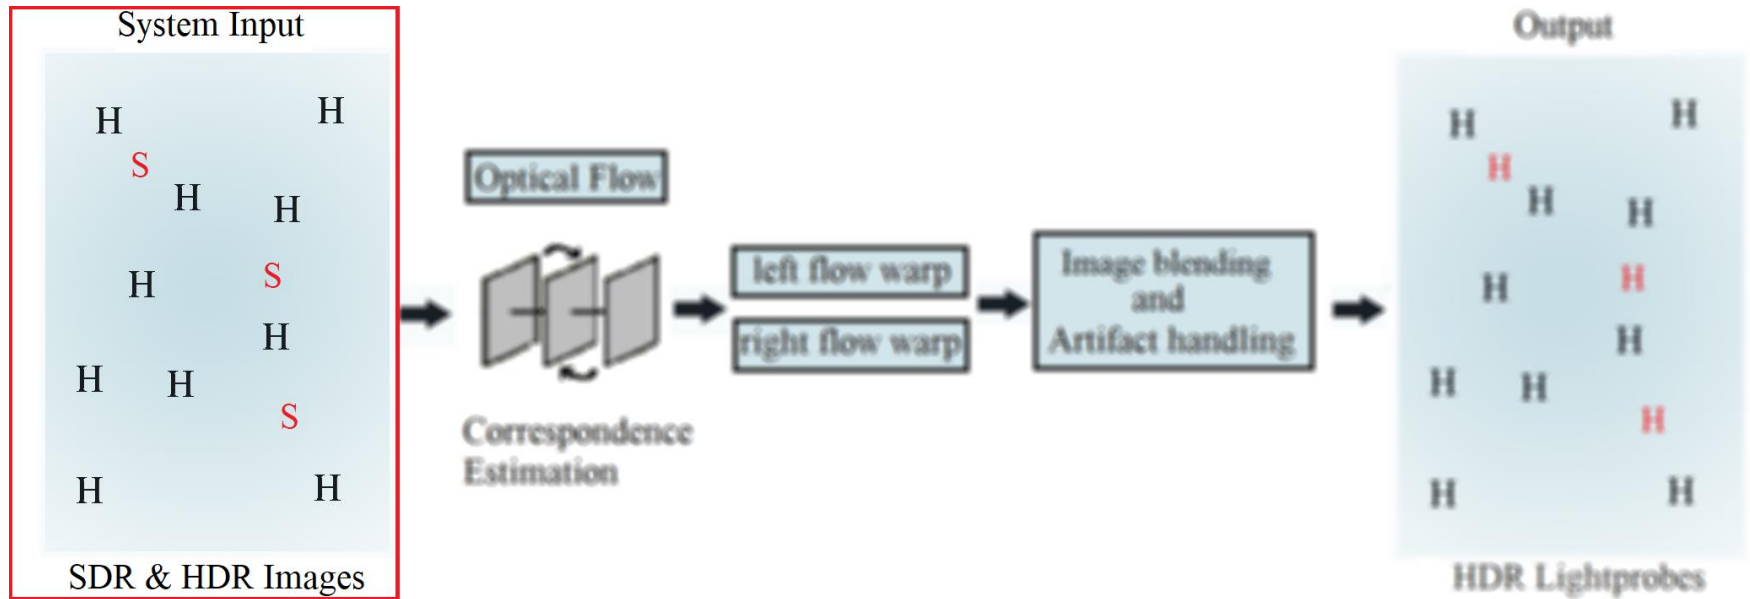 System Input
H
H
S
H
H
H
S
H
H
H
S
H
H
SDR & HDR Images
Optical Flow
Correspondence
Estimation
left flow warp
right flow warp
Image blending
and
Artifact handling
Output
H
H
H
H
H
H
H
H
H
H
H
H
H
HDR Lightprobes